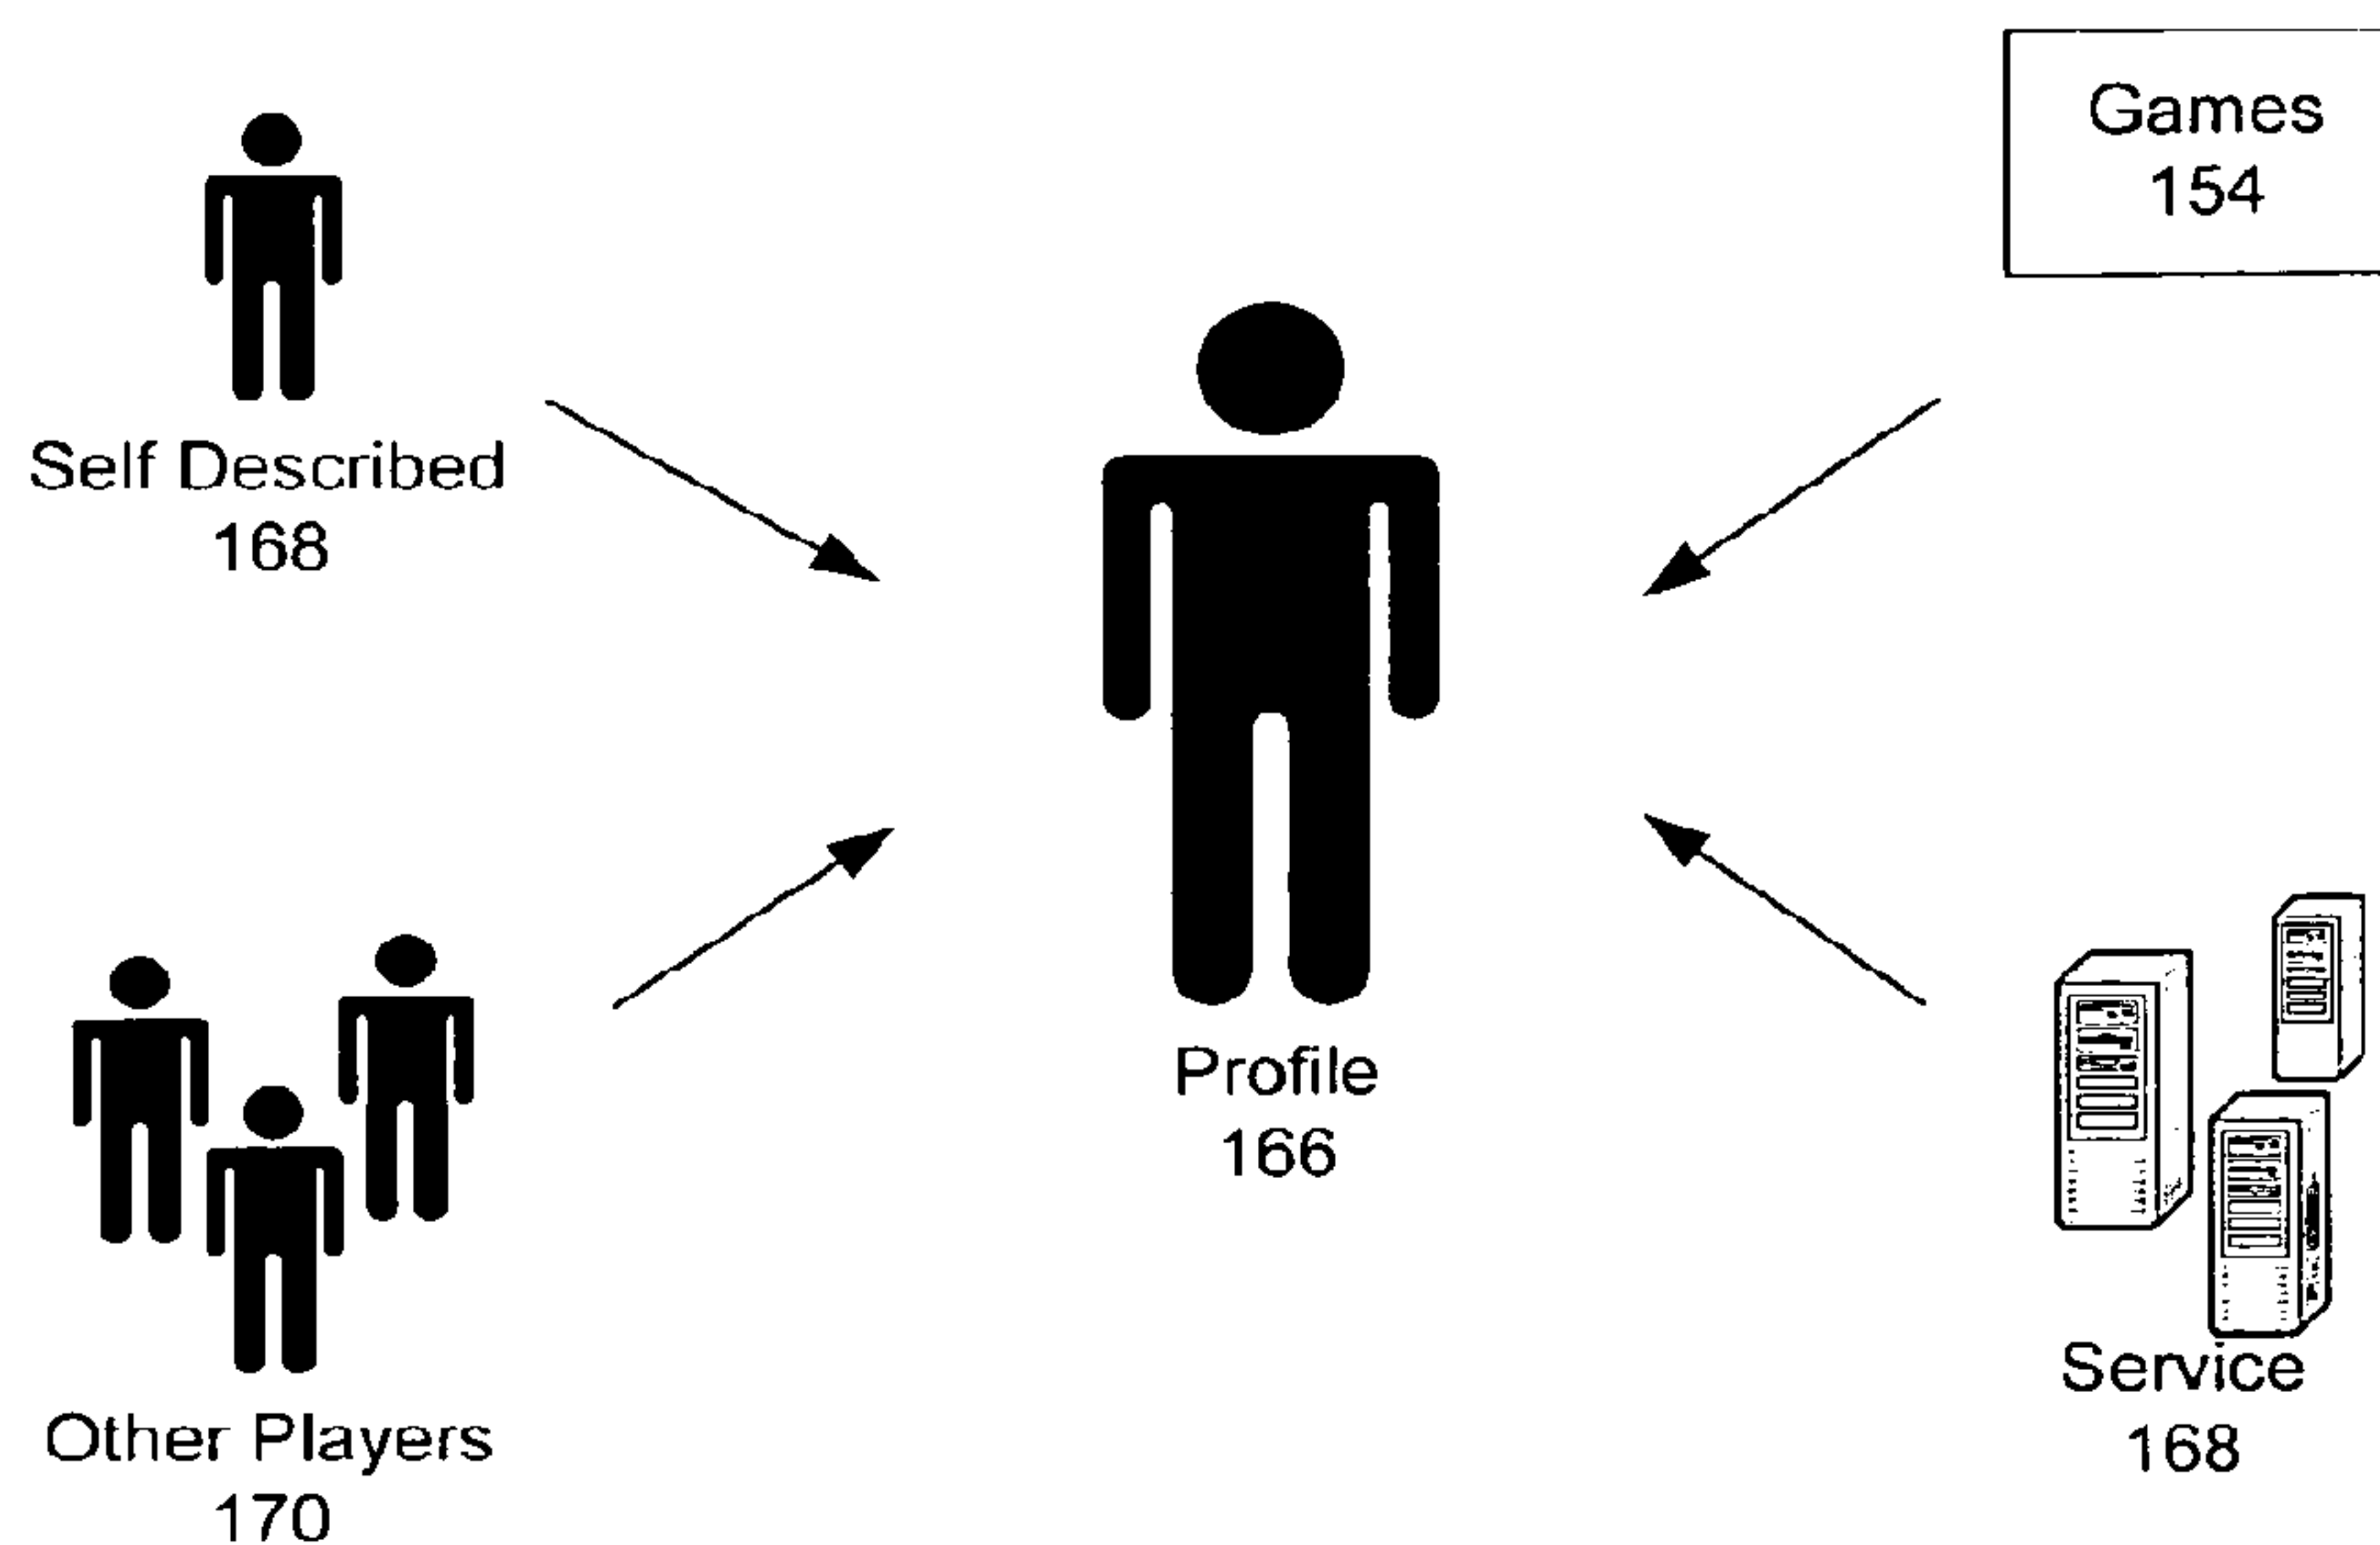 Games
154
Self Described
168
Profile
166
Other Players
170
Service
168